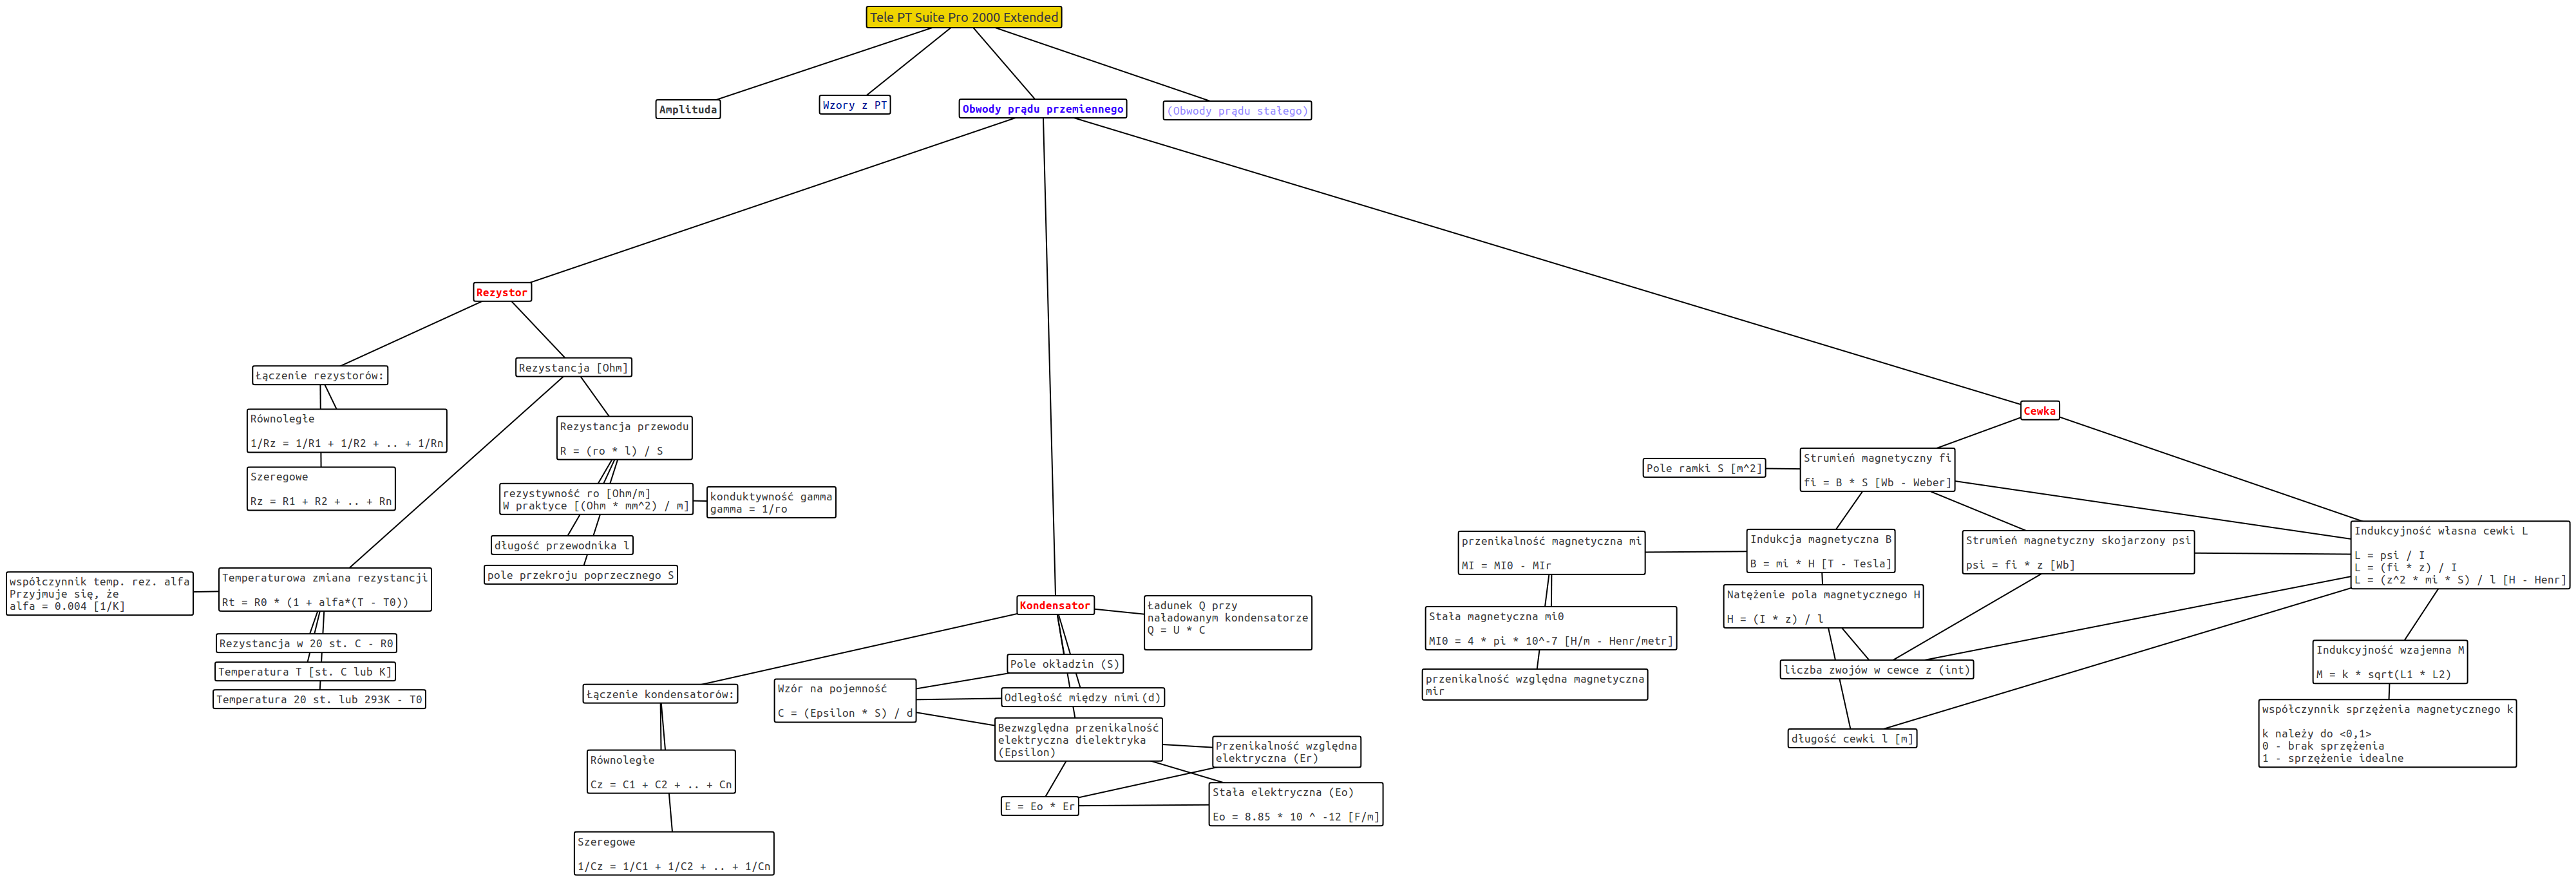 Tele PT Suite Pro 2000 Extended
Amplituda
Wzory z PT
Obwody prądu przemiennego
(Obwody prądu stałego)
Rezystor
Łączenie rezystorów:
Równoległe
1/Rz = 1/R1 + 1/R2 + .. + 1/Rn
Szeregowe
Rz = R1 + R2 + .. + Rn
Rezystancja [Ohm]
Rezystancja przewodu
R = (ro * l) / S
rezystywność ro [Ohm/m]
W praktyce [(Ohm * mm^2) / m]
konduktywność gamma
gamma = 1/ro
długość przewodnika l
pole przekroju poprzecznego S
współczynnik temp. rez. alfa
Przyjmuje się, że
alfa = 0.004 [1/K]
Temperaturowa zmiana rezystancji
Rt = R0 * (1 + alfa*(T - T0))
Rezystancja w 20 st. C - R0
Temperatura T [st. C lub K]
Temperatura 20 st. lub 293K - T0
Kondensator
Ładunek Q przy
naładowanym kondensatorze
Q = U * C
Łączenie kondensatorów:
Równoległe
Cz = C1 + C2 + .. + Cn
Szeregowe
1/Cz = 1/C1 + 1/C2 + .. + 1/Cn
Wzór na pojemność
C = (Epsilon * S) / d
Pole okładzin (S)
Odległość między nimi(d)
Bezwzględna przenikalność
elektryczna dielektryka
(Epsilon)
Przenikalność względna
elektryczna (Er)
E = Eo * Er
Stała elektryczna (Eo)
Eo = 8.85 * 10 ^ -12 [F/m]
Cewka
Pole ramki S [m^2]
Strumień magnetyczny fi
fi = B * S [Wb - Weber]
przenikalność magnetyczna mi
MI = MI0 - MIr
Stała magnetyczna mi0
MI0 = 4 * pi * 10^-7 [H/m - Henr/metr]
przenikalność względna magnetyczna
mir
Indukcja magnetyczna B
B = mi * H [T - Tesla]
Natężenie pola magnetycznego H
H = (I * z) / l
liczba zwojów w cewce z (int)
długość cewki l [m]
Strumień magnetyczny skojarzony psi
psi = fi * z [Wb]
Indukcyjność własna cewki L
L = psi / I
L = (fi * z) / I
L = (z^2 * mi * S) / l [H - Henr]
Indukcyjność wzajemna M
M = k * sqrt(L1 * L2)
współczynnik sprzężenia magnetycznego k
k należy do <0,1>
0 - brak sprzężenia
1 - sprzężenie idealne